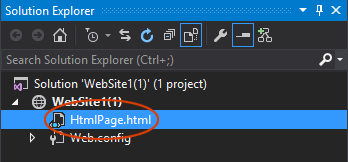 Solution Explorer
Search Solution Explorer (Ctrl+;)
Solution 'WebSite1(1)' (1 project)
WebSite1(1)
HtmlPage.html
Web.config